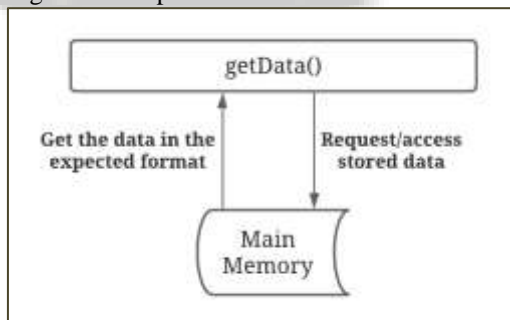 getData()
Get the data in the
expected format
Request/access
stored data
Main
Memory